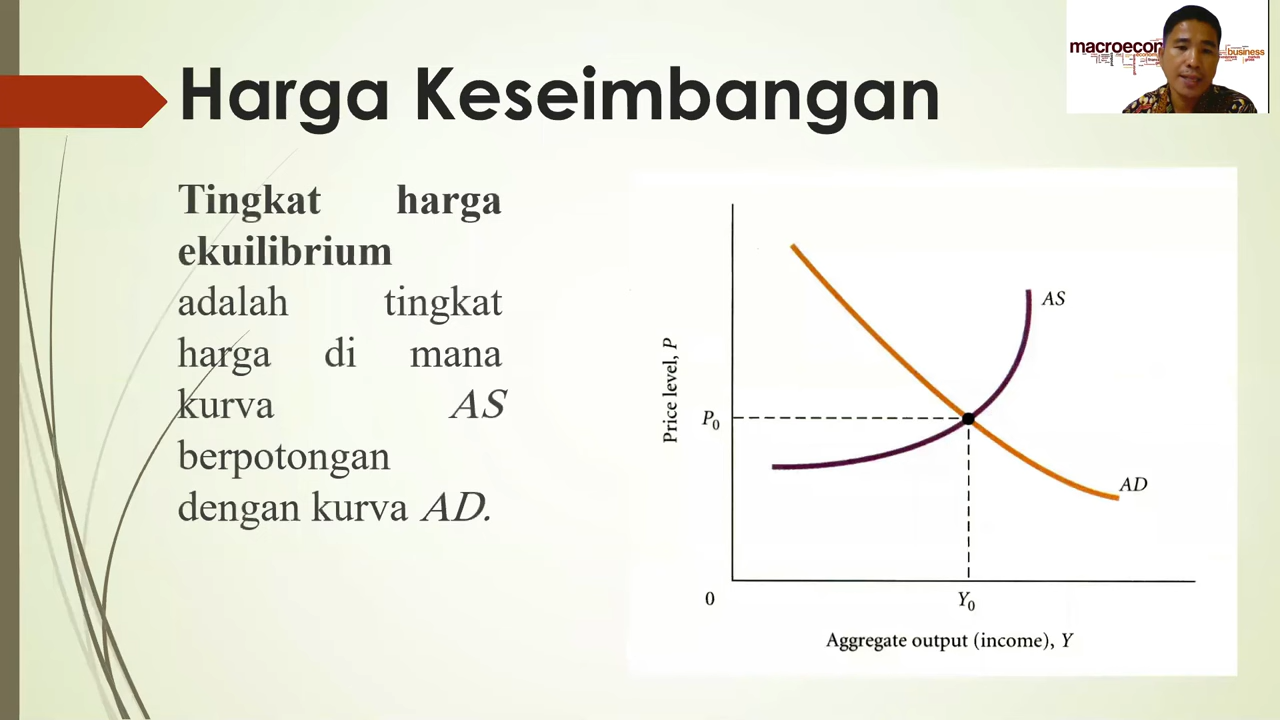 Harga Keseimbangan
macroecon
business
Tingkat harga
ekuilibrium
adalah tingkat
harga di mana
kurva AS
berpotongan
dengan kurva AD.
AS
Price level, P
P0
AD
0
Y0
Aggregate output (income), Y